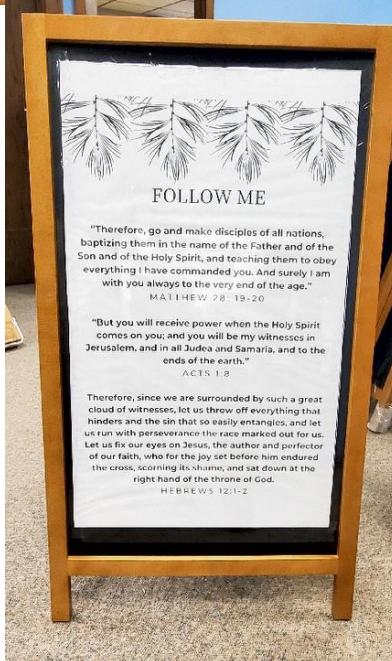 FOLLOW ME
"Therefore, go and make disciples of all nations,
baptizing them in the name of the Father and of the
Son and of the Holy Spirit, and teaching them to obey
everything I have commanded you. And surely I am
with you always to the very end of the age."
MATTHEW 28: 19-20
"But you will receive power when the Holy Spirit
comes on you; and you will be my witnesses in
Jerusalem, and in all Judea and Samaria, and to the
ends of the earth."
ACTS 1:8
Therefore, since we are surrounded by such a great
cloud of witnesses, let us throw off everything that
hinders and the sin that so easily entangles, and let
us run with perseverance the race marked out for us.
Let us fix our eyes on Jesus, the author and perfector
of our faith, who for the joy set before him endured
the cross, scorning its shame, and sat down at the
right hand of the throne of God.
HEBREWS 12:1-2